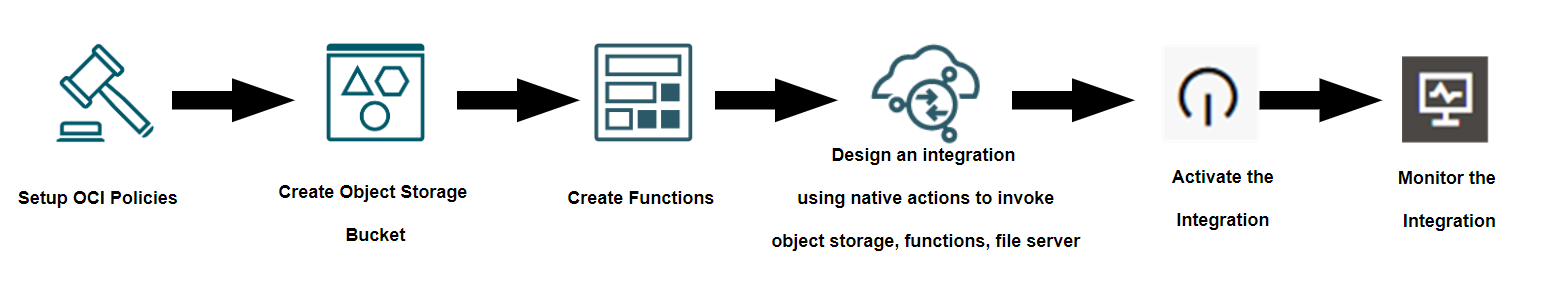 Setup OCI Policies
Create Object Storage
Bucket
Create Functions
Design an integration
using native actions to invoke
object storage, functions, file server
Activate the
Integration
Monitor the
Integration